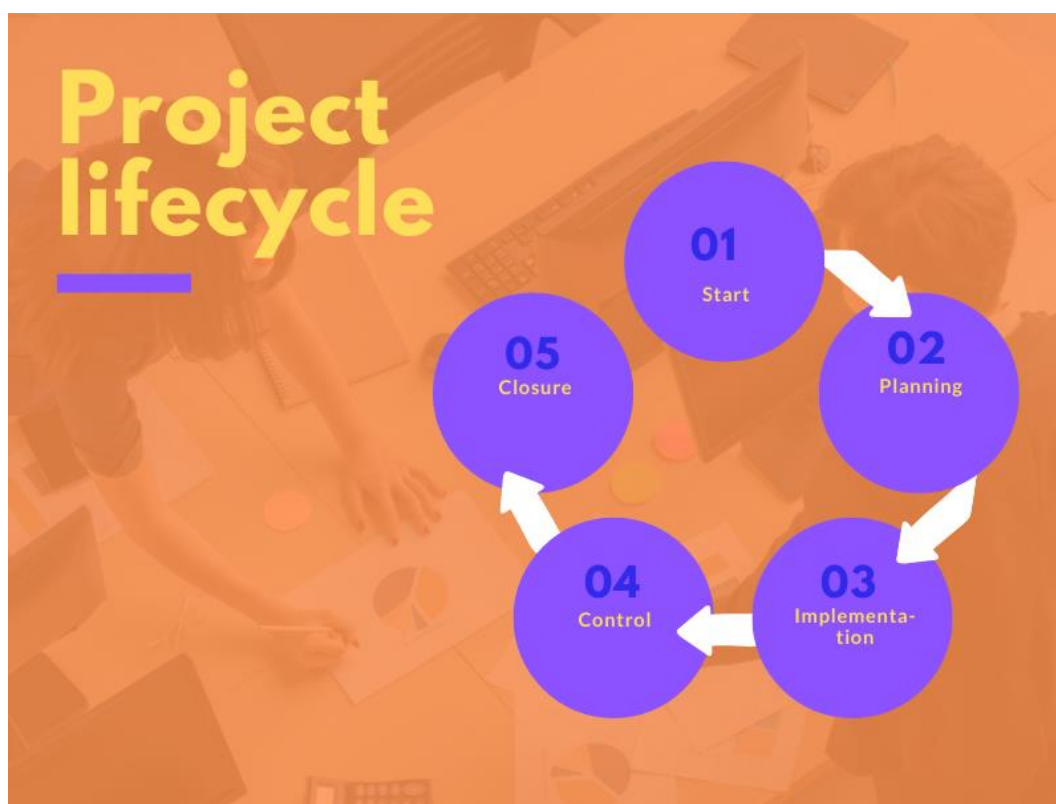 Project
lifecycle
01
Start
02
Planning
03
Implementa-
tion
04
Control
05
Closure